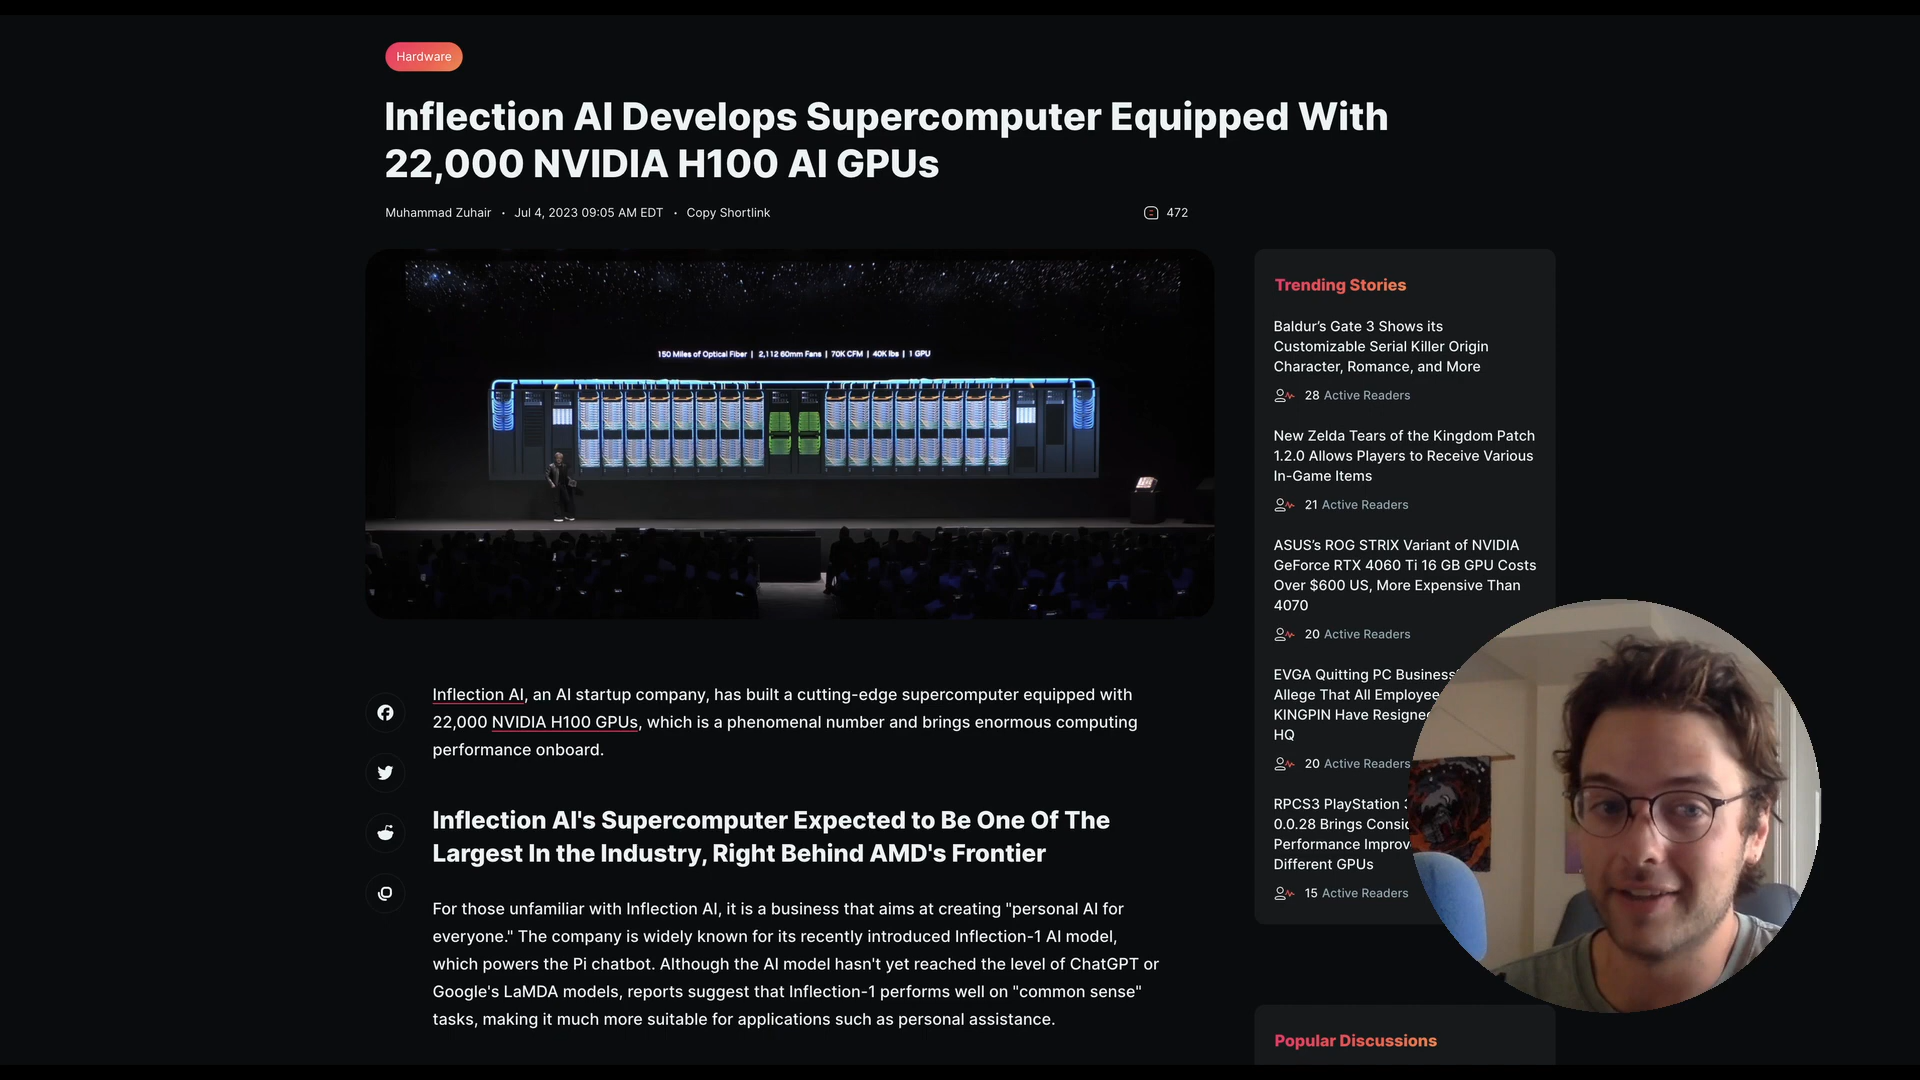 Hardware
Inflection AI Develops Supercomputer Equipped With
22,000 NVIDIA H100 AI GPUs
Muhammad Zuhair • Jul 4, 2023 09:05 AM EDT • Copy Shortlink
472
150 Miles of Optical Fiber | 2,112 60mm Fans | 70K CFM | 40K lbs | 1 GPU
Inflection AI, an AI startup company, has built a cutting-edge supercomputer equipped with
22,000 NVIDIA H100 GPUs, which is a phenomenal number and brings enormous computing
performance onboard.
Inflection AI's Supercomputer Expected to Be One Of The
Largest In the Industry, Right Behind AMD's Frontier
For those unfamiliar with Inflection AI, it is a business that aims at creating "personal AI for
everyone." The company is widely known for its recently introduced Inflection-1 AI model,
which powers the Pi chatbot. Although the AI model hasn't yet reached the level of ChatGPT or
Google's LaMDA models, reports suggest that Inflection-1 performs well on "common sense"
tasks, making it much more suitable for applications such as personal assistance.
Trending Stories
Baldur's Gate 3 Shows its
Customizable Serial Killer Origin
Character, Romance, and More
28 Active Readers
New Zelda Tears of the Kingdom Patch
1.2.0 Allows Players to Receive Various
In-Game Items
21 Active Readers
ASUS's ROG STRIX Variant of NVIDIA
GeForce RTX 4060 Ti 16 GB GPU Costs
Over $600 US, More Expensive Than
4070
20 Active Readers
EVGA Quitting PC Business
Allege That All Employee
KINGPIN Have Resigne
HQ
20 Active Readers
RPCS3 PlayStation
0.0.28 Brings
Performance
Different GPUs
15 Active Readers
Popular Discussions